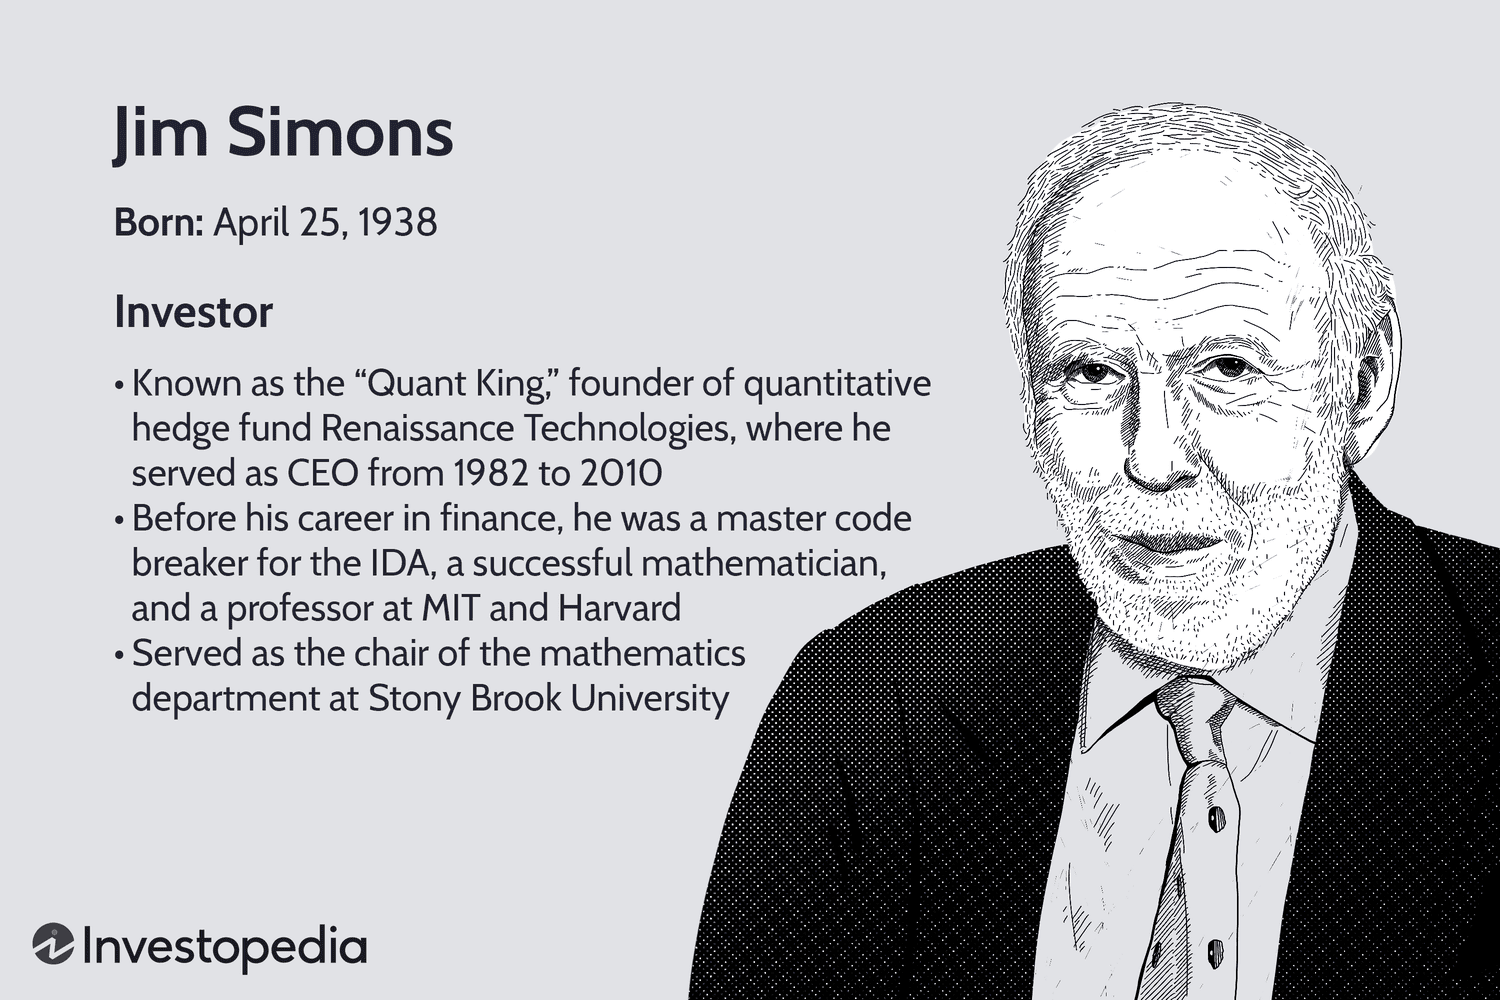 Jim Simons
Born: April 25, 1938
Investor
• Known as the “Quant King,” founder of quantitative
hedge fund Renaissance Technologies, where he
served as CEO from 1982 to 2010
• Before his career in finance, he was a master code
breaker for the IDA, a successful mathematician,
and a professor at MIT and Harvard
• Served as the chair of the mathematics
department at Stony Brook University
Investopedia